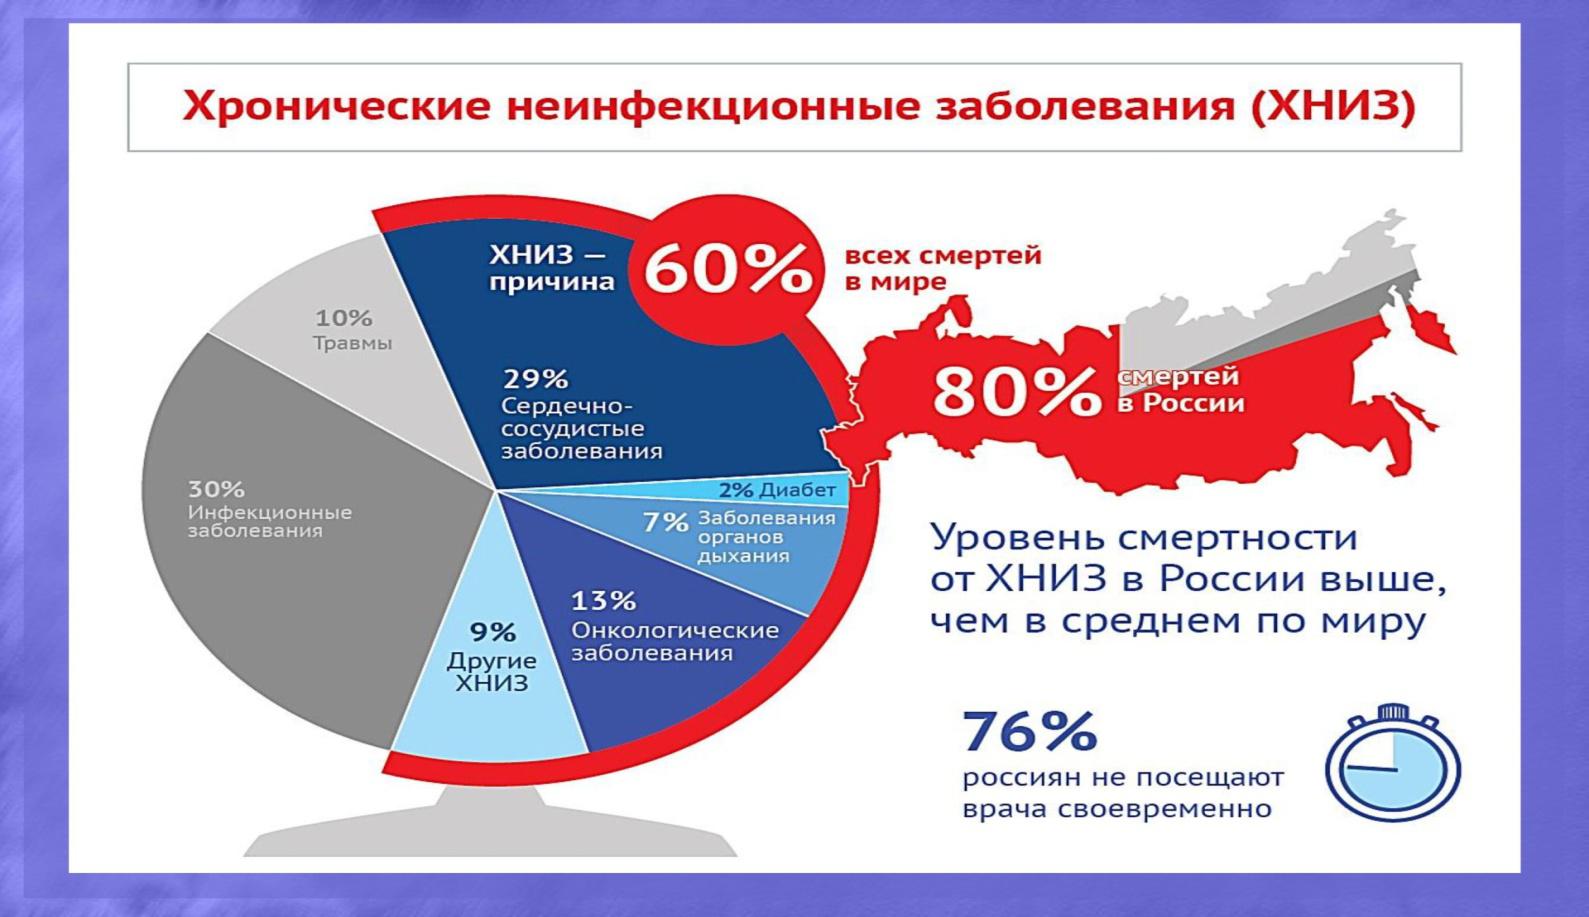 Хронические неинфекционные заболевания (ХНИЗ)
ХНИЗ –
причина
60%
всех смертей
в мире
10%
Травмы
29%
Сердечно-
сосудистые
заболевания
80%
смертей
в России
30%
Инфекционные
заболевания
2% Диабет
7% Заболевания
органов
дыхания
13%
Онкологические
заболевания
9%
Другие
ХНИЗ
Уровень смертности
от ХНИЗ в России выше,
чем в среднем по миру
76%
россиян не посещают
врача своевременно